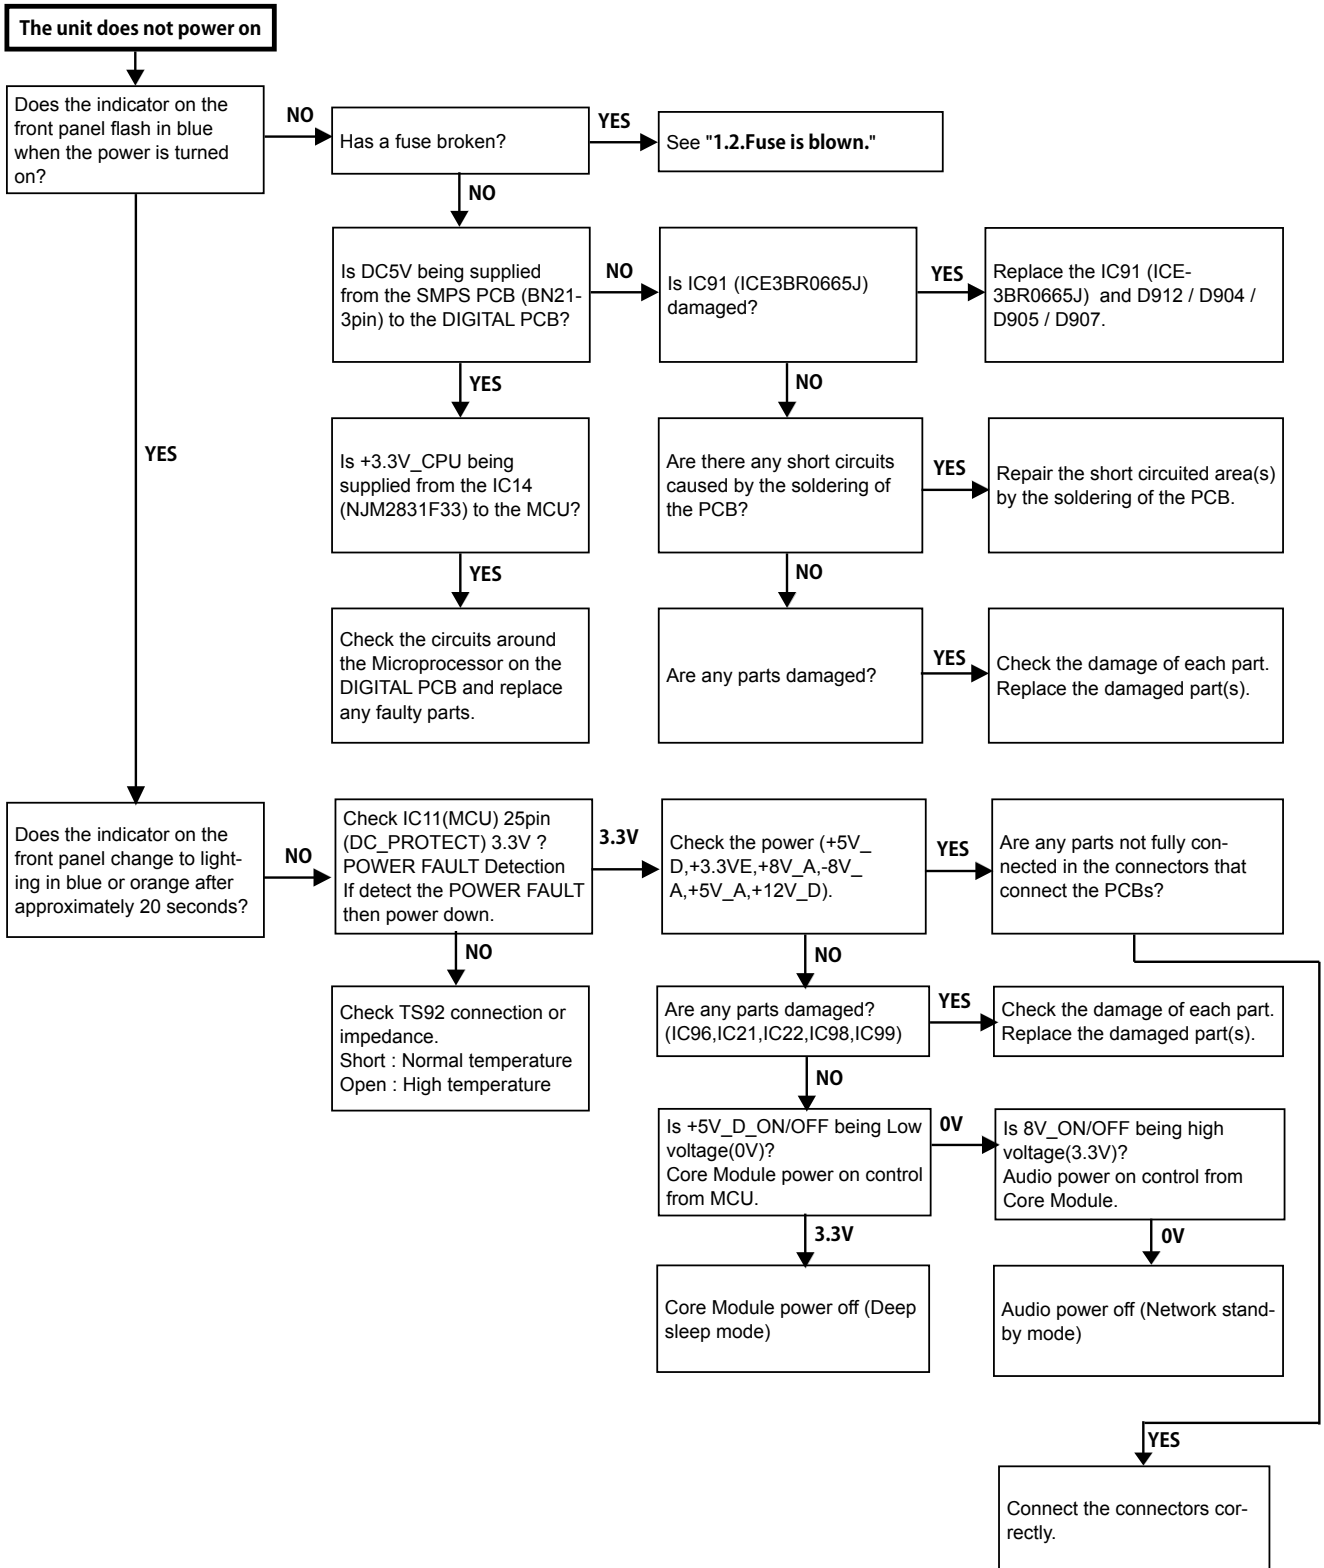 The unit does not power on
Does the indicator on the
front panel flash in blue
when the power is turned
on?
NO
Has a fuse broken?
YES
See "1.2.Fuse is blown."
NO
Is DC5V being supplied
from the SMPS PCB (BN21-
3pin) to the DIGITAL PCB?
NO
Is IC91 (ICE3BR0665J)
damaged?
YES
Replace the IC91 (ICE-
3BR0665J)  and D912 / D904 /
D905 / D907.
YES
NO
YES
Is +3.3V_CPU being
supplied from the IC14
(NJM2831F33) to the MCU?
Are there any short circuits
caused by the soldering of
the PCB?
YES
Repair the short circuited area(s)
by the soldering of the PCB.
YES
NO
Check the circuits around
the Microprocessor on the
DIGITAL PCB and replace
any faulty parts.
Are any parts damaged?
YES
Check the damage of each part.
Replace the damaged part(s).
Does the indicator on the
front panel change to light-
ing in blue or orange after
approximately 20 seconds?
NO
Check IC11(MCU) 25pin
(DC_PROTECT) 3.3V ?
POWER FAULT Detection
If detect the POWER FAULT
then power down.
3.3V
Check the power (+5V_
D,+3.3VE,+8V_A,-8V_
A,+5V_A,+12V_D).
YES
Are any parts not fully con-
nected in the connectors that
connect the PCBs?
NO
NO
Check TS92 connection or
impedance.
Short : Normal temperature
Open : High temperature
Are any parts damaged?
(IC96,IC21,IC22,IC98,IC99)
YES
Check the damage of each part.
Replace the damaged part(s).
NO
Is +5V_D_ON/OFF being Low
voltage(0V)?
Core Module power on control
from MCU.
0V
Is 8V_ON/OFF being high
voltage(3.3V)?
Audio power on control from
Core Module.
3.3V
0V
Core Module power off (Deep
sleep mode)
Audio power off (Network stand-
by mode)
YES
Connect the connectors cor-
rectly.